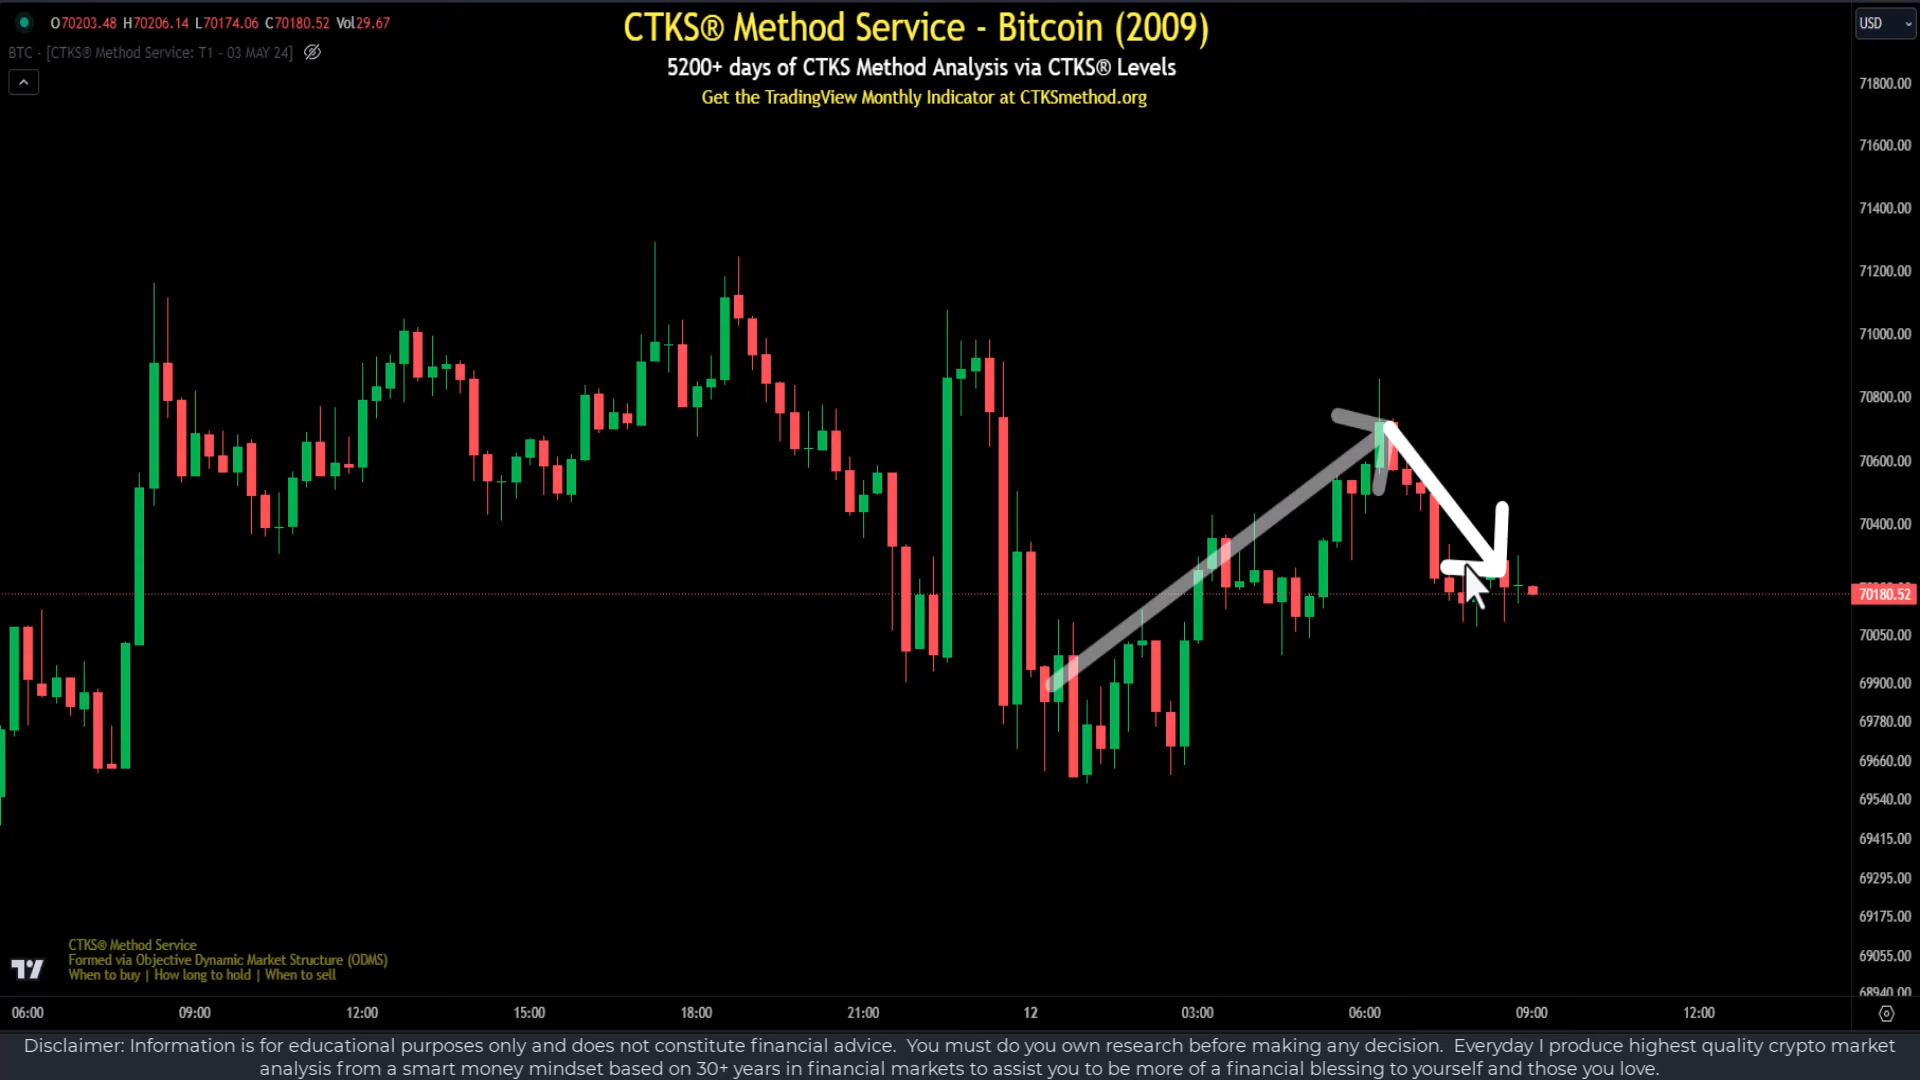 O70203.48 H70206.14 L70174.06 C70180.52 Vol29.67
BTC - [CTKS® Method Service: T1 - 03 MAY 24]
CTKS® Method Service - Bitcoin (2009)
5200+ days of CTKS Method Analysis via CTKS® Levels
Get the TradingView Monthly Indicator at CTKSmethod.org
USD
71800.00
71600.00
71400.00
71200.00
71000.00
70800.00
70600.00
70400.00
70180.52
70050.00
69900.00
69780.00
69660.00
69540.00
69415.00
69295.00
69175.00
69055.00
68940.00
CTKS® Method Service
Formed via Objective Dynamic Market Structure (ODMS)
When to buy | How long to hold | When to sell
06:00 09:00 12:00 15:00 18:00 21:00 12 03:00 06:00 09:00 12:00
Disclaimer: Information is for educational purposes only and does not constitute financial advice. You must do you own research before making any decision. Everyday I produce highest quality crypto market
analysis from a smart money mindset based on 30+ years in financial markets to assist you to be more of a financial blessing to yourself and those you love.